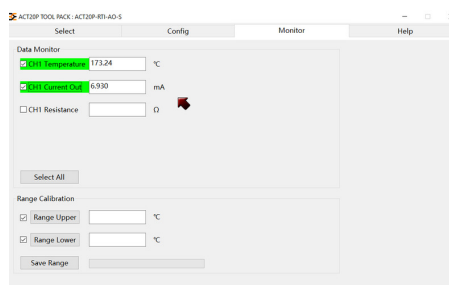 ACT20P TOOL PACK : ACT20P-RTI-AO-S
Select Config Monitor Help
Data Monitor
CH1 Temperature 173.24 ℃
CH1 Current Out 6.930 mA
CH1 Resistance Ω
Select All
Range Calibration
Range Upper ℃
Range Lower ℃
Save Range